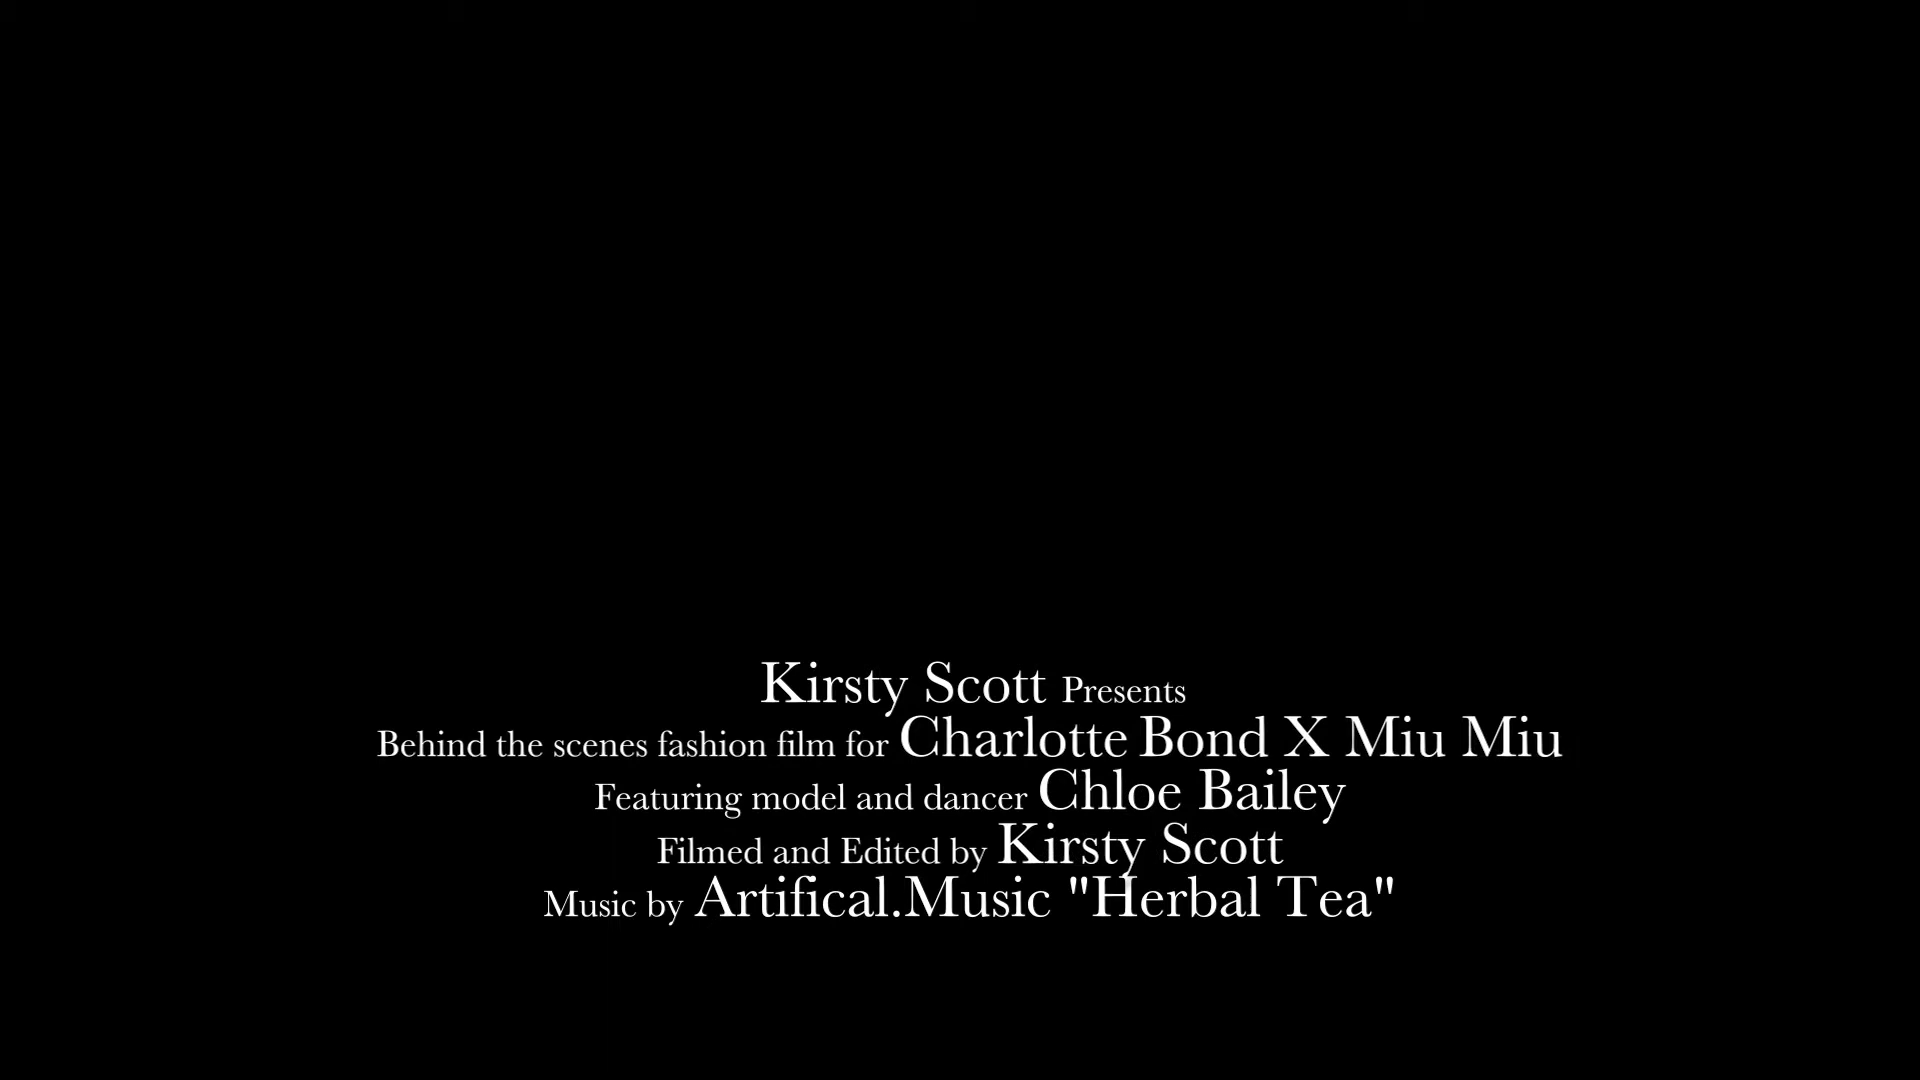 Kirsty Scott Presents
Behind the scenes fashion film for Charlotte Bond X Miu Miu
Featuring model and dancer Chloe Bailey
Filmed and Edited by Kirsty Scott
Music by Artifical.Music "Herbal Tea"